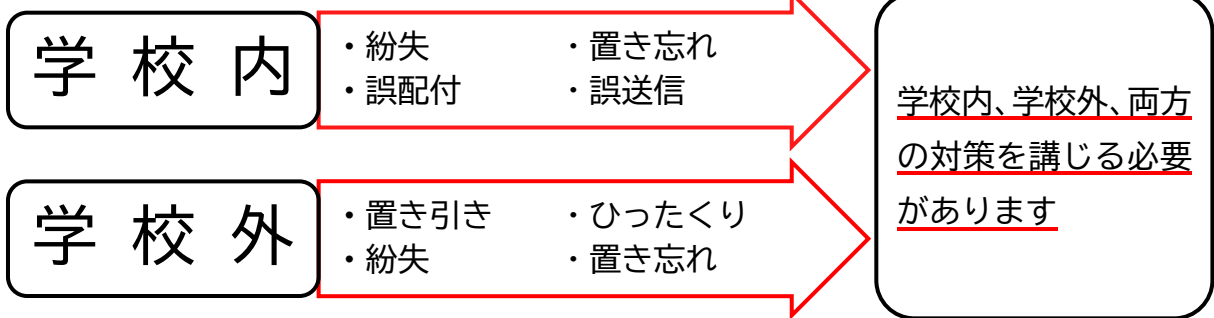 学校内
・紛失　・置き忘れ
・誤配付　・誤送信
学校外
・置き引き　・ひったくり
・紛失　・置き忘れ
学校内、学校外、両方
の対策を講じる必要
があります